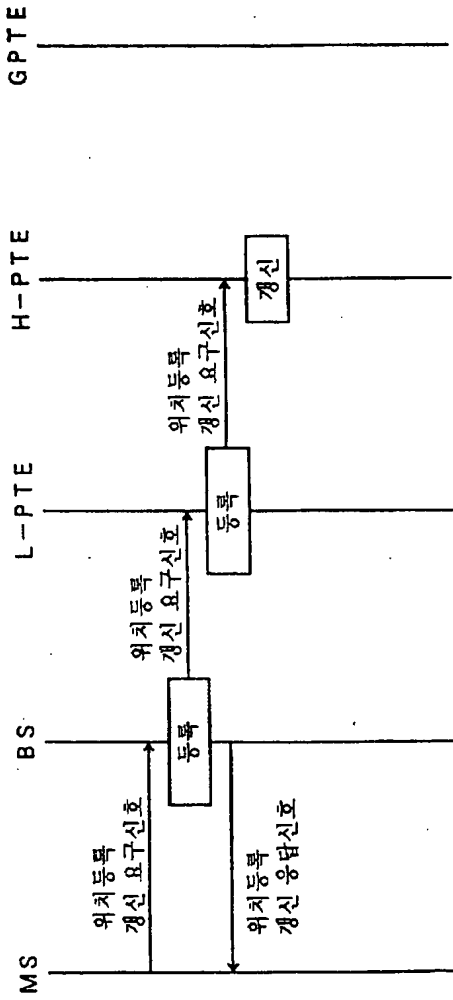 MS
BS
L-PTE
H-PTE
GPTE
위치등록
갱신 요구신호
등록
위치등록
갱신 요구신호
등록
위치등록
갱신 요구신호
갱신
위치등록
갱신 응답신호